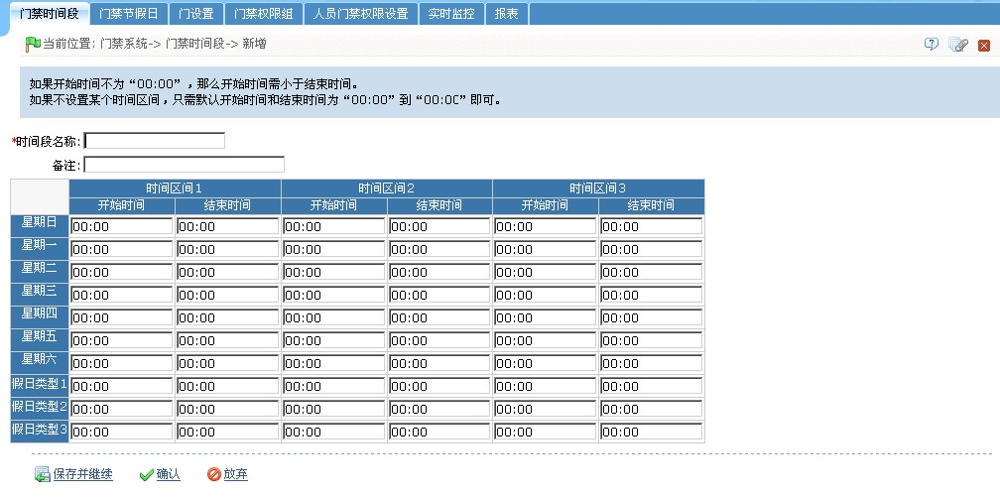 门禁时间段 门禁节假日 门设置 门禁权限组 人员门禁权限设置 实时监控 报表
当前位置: 门禁系统-> 门禁时间段-> 新增
如果开始时间不为“00:00”,那么开始时间需小于结束时间。
如果不设置某个时间区间,只需默认开始时间和结束时间为“00:00”到“00:0C”即可。
*时间段名称:
备注:
时间区间1 时间区间2 时间区间3
开始时间 结束时间 开始时间 结束时间 开始时间 结束时间
星期日 00:00 00:00 00:00 00:00 00:00 00:00
星期一 00:00 00:00 00:00 00:00 00:00 00:00
星期二 00:00 00:00 00:00 00:00 00:00 00:00
星期三 00:00 00:00 00:00 00:00 00:00 00:00
星期四 00:00 00:00 00:00 00:00 00:00 00:00
星期五 00:00 00:00 00:00 00:00 00:00 00:00
星期六 00:00 00:00 00:00 00:00 00:00 00:00
假日类型1 00:00 00:00 00:00 00:00 00:00 00:00
假日类型2 00:00 00:00 00:00 00:00 00:00 00:00
假日类型3 00:00 00:00 00:00 00:00 00:00 00:00
保存并继续 确认 放弃